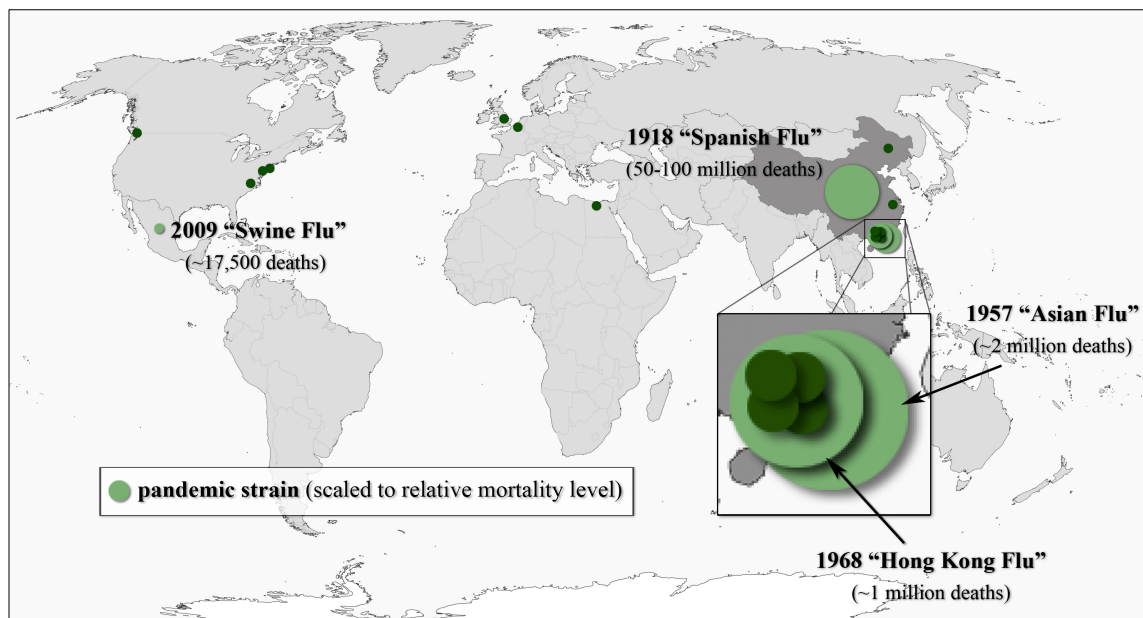 1918 “Spanish Flu”
(50-100 million deaths)
2009 “Swine Flu”
(~17,500 deaths)
1957 “Asian Flu”
(~2 million deaths)
pandemic strain (scaled to relative mortality level)
1968 “Hong Kong Flu”
(~1 million deaths)